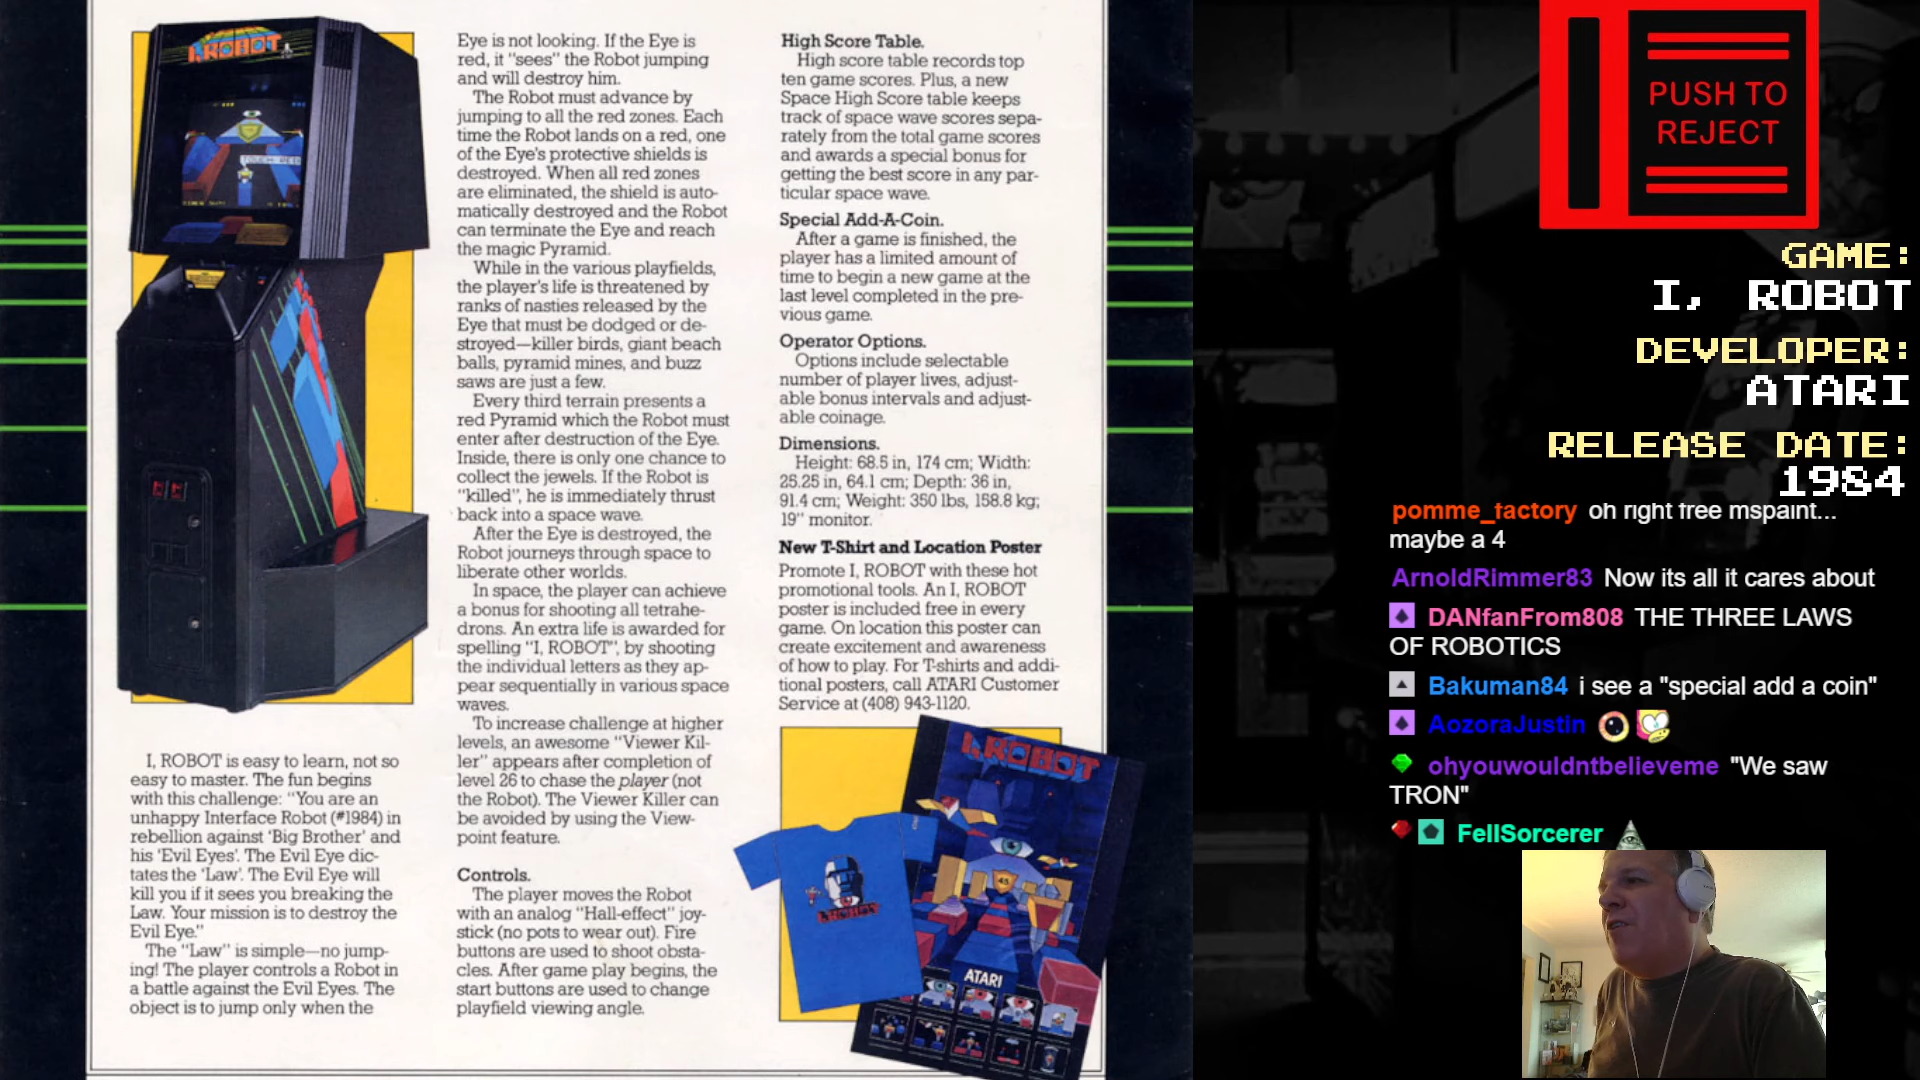 I, ROBOT
TOUCH RED
I, ROBOT is easy to learn, not so
easy to master. The fun begins
with this challenge: "You are an
unhappy Interface Robot (#1984) in
rebellion against 'Big Brother' and
his 'Evil Eyes'. The Evil Eye dic-
tates the 'Law'. The Evil Eye will
kill you if it sees you breaking the
Law. Your mission is to destroy the
Evil Eye."
The "Law" is simple—no jump-
ing! The player controls a Robot in
a battle against the Evil Eyes. The
object is to jump only when the
Eye is not looking. If the Eye is
red, it "sees" the Robot jumping
and will destroy him.
The Robot must advance by
jumping to all the red zones. Each
time the Robot lands on a red, one
of the Eye's protective shields is
destroyed. When all red zones
are eliminated, the shield is auto-
matically destroyed and the Robot
can terminate the Eye and reach
the magic Pyramid.
While in the various playfields,
the player's life is threatened by
ranks of nasties released by the
Eye that must be dodged or de-
stroyed—killer birds, giant beach
balls, pyramid mines, and buzz
saws are just a few.
Every third terrain presents a
red Pyramid which the Robot must
enter after destruction of the Eye.
Inside, there is only one chance to
collect the jewels. If the Robot is
"killed", he is immediately thrust
back into a space wave.
After the Eye is destroyed, the
Robot journeys through space to
liberate other worlds.
In space, the player can achieve
a bonus for shooting all tetrahe-
drons. An extra life is awarded for
spelling "I, ROBOT", by shooting
the individual letters as they ap-
pear sequentially in various space
waves.
To increase challenge at higher
levels, an awesome "Viewer Kil-
ler" appears after completion of
level 26 to chase the player (not
the Robot). The Viewer Killer can
be avoided by using the View-
point feature.
Controls.
The player moves the Robot
with an analog "Hall-effect" joy-
stick (no pots to wear out). Fire
buttons are used to shoot obsta-
cles. After game play begins, the
start buttons are used to change
playfield viewing angle.
High Score Table.
High score table records top
ten game scores. Plus, a new
Space High Score table keeps
track of space wave scores sepa-
rately from the total game scores
and awards a special bonus for
getting the best score in any par-
ticular space wave.
Special Add-A-Coin.
After a game is finished, the
player has a limited amount of
time to begin a new game at the
last level completed in the pre-
vious game.
Operator Options.
Options include selectable
number of player lives, adjust-
able bonus intervals and adjust-
able coinage.
Dimensions.
Height: 68.5 in, 174 cm; Width:
25.25 in, 64.1 cm; Depth: 36 in,
91.4 cm; Weight: 350 lbs, 158.8 kg;
19" monitor.
New T-Shirt and Location Poster
Promote I, ROBOT with these hot
promotional tools. An I, ROBOT
poster is included free in every
game. On location this poster can
create excitement and awareness
of how to play. For T-shirts and addi-
tional posters, call ATARI Customer
Service at (408) 943-1120.
I, ROBOT
I, ROBOT
ATARI
PUSH TO
REJECT
GAME:
I, ROBOT
DEVELOPER:
ATARI
RELEASE DATE:
1984
pomme_factory oh right free mspaint...
maybe a 4
ArnoldRimmer83 Now its all it cares about
DANfanFrom808 THE THREE LAWS
OF ROBOTICS
Bakuman84 i see a "special add a coin"
AozoraJustin
ohyouwouldntbelieveme "We saw
TRON"
FellSorcerer